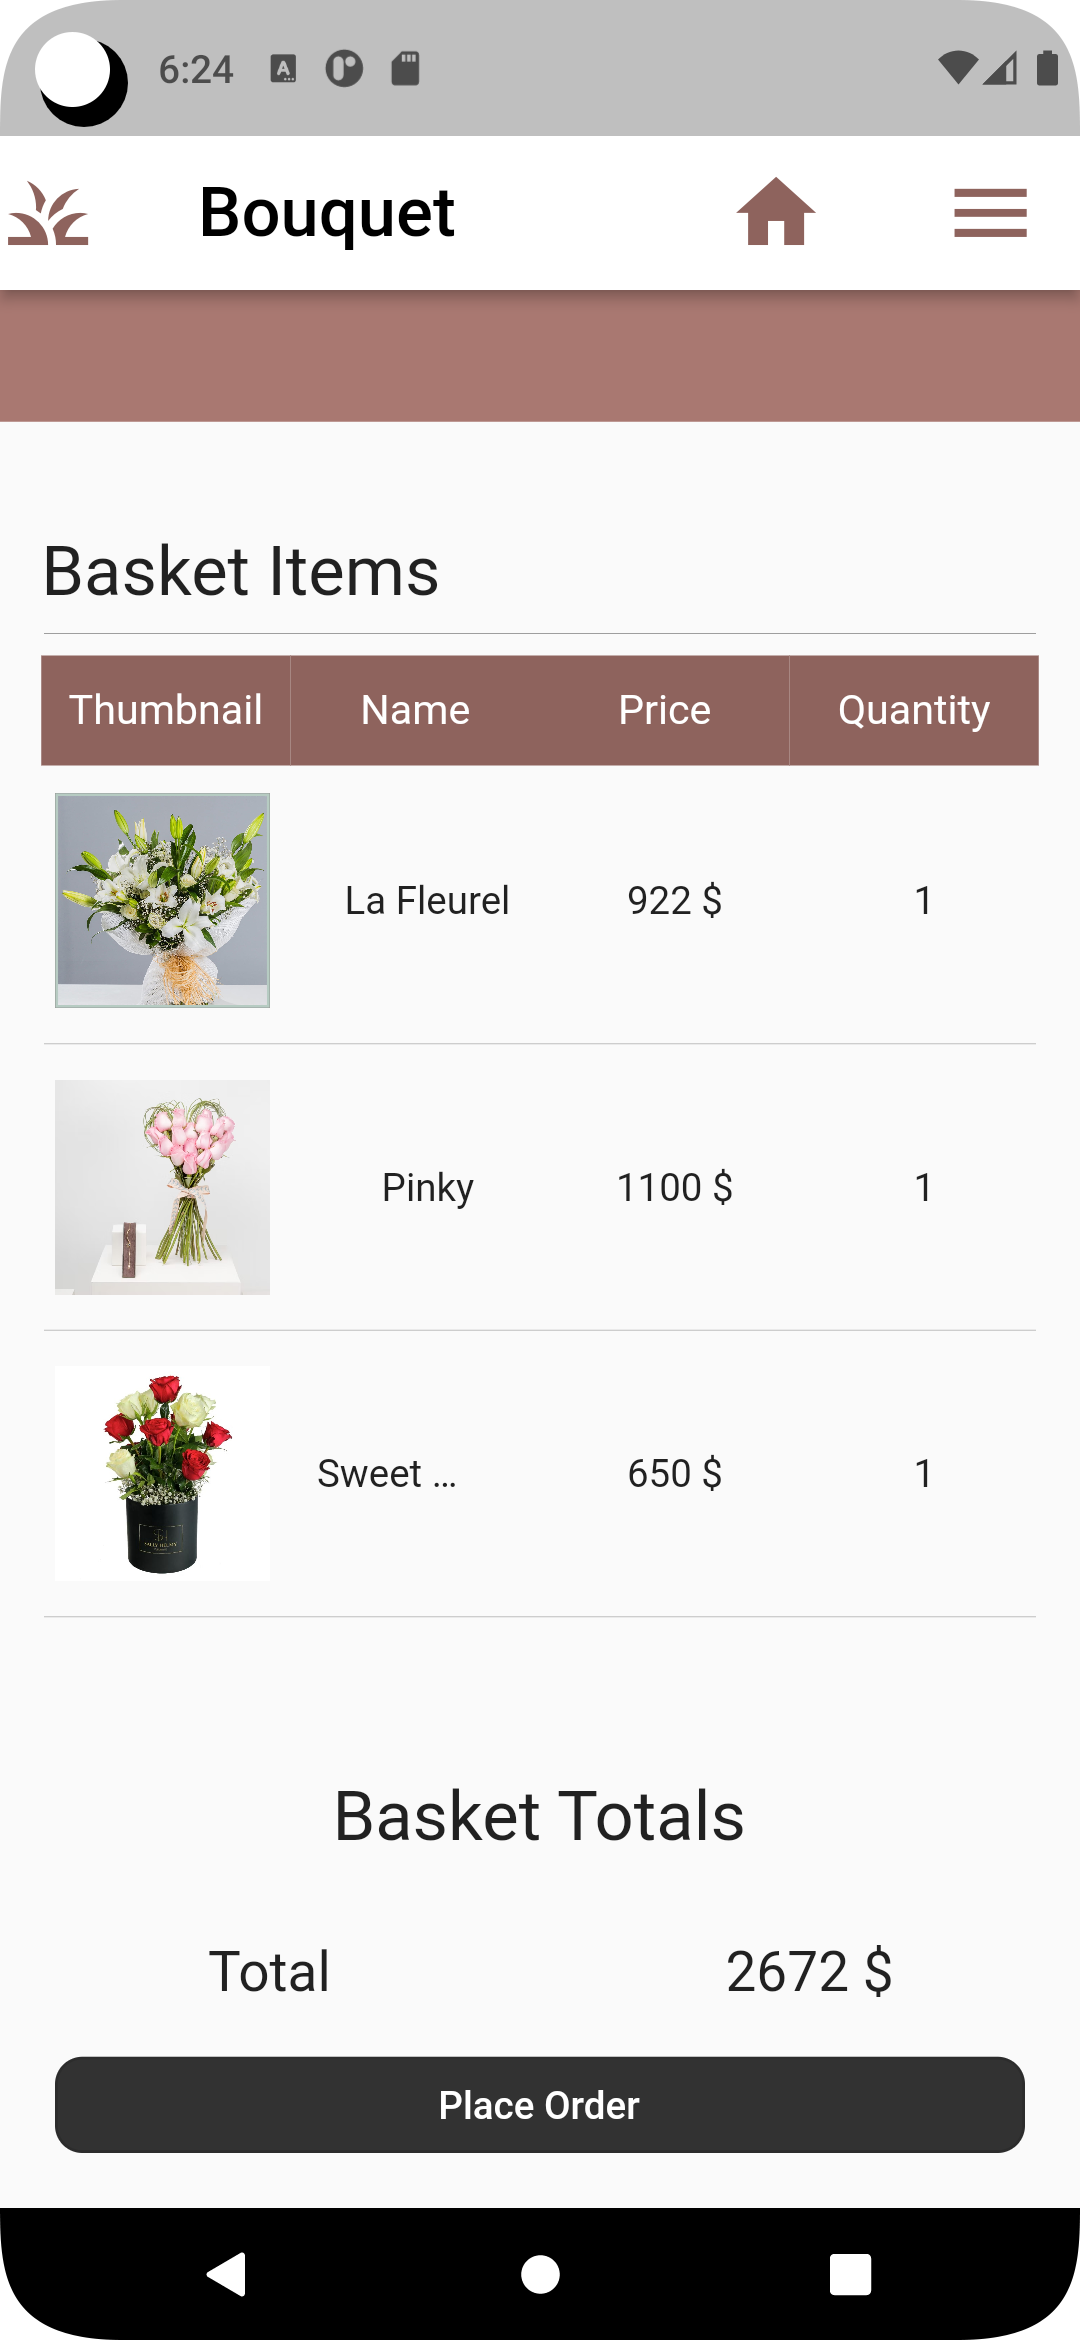 6:24
Bouquet
Basket Items
Thumbnail Name Price Quantity
La Fleurel 922 $ 1
Pinky 1100 $ 1
Sweet ... 650 $ 1
Basket Totals
Total 2672 $
Place Order